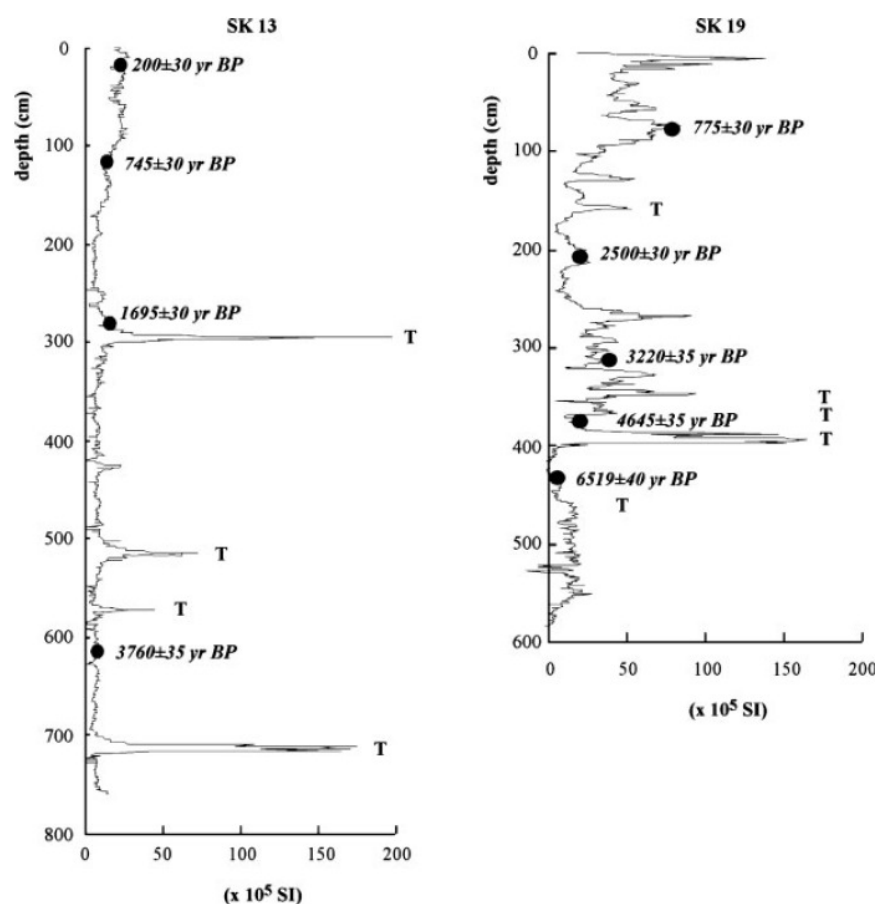 SK 13
depth (cm)
0
100
200
300
400
500
600
700
800
200±30 yr BP
745±30 yr BP
1695±30 yr BP
T
T
T
3760±35 yr BP
T
0 50 100 150 200
(x 10⁵ SI)
SK 19
depth (cm)
0
100
200
300
400
500
600
775±30 yr BP
T
2500±30 yr BP
3220±35 yr BP
T
T
4645±35 yr BP
T
6519±40 yr BP
T
0 50 100 150 200
(x 10⁵ SI)